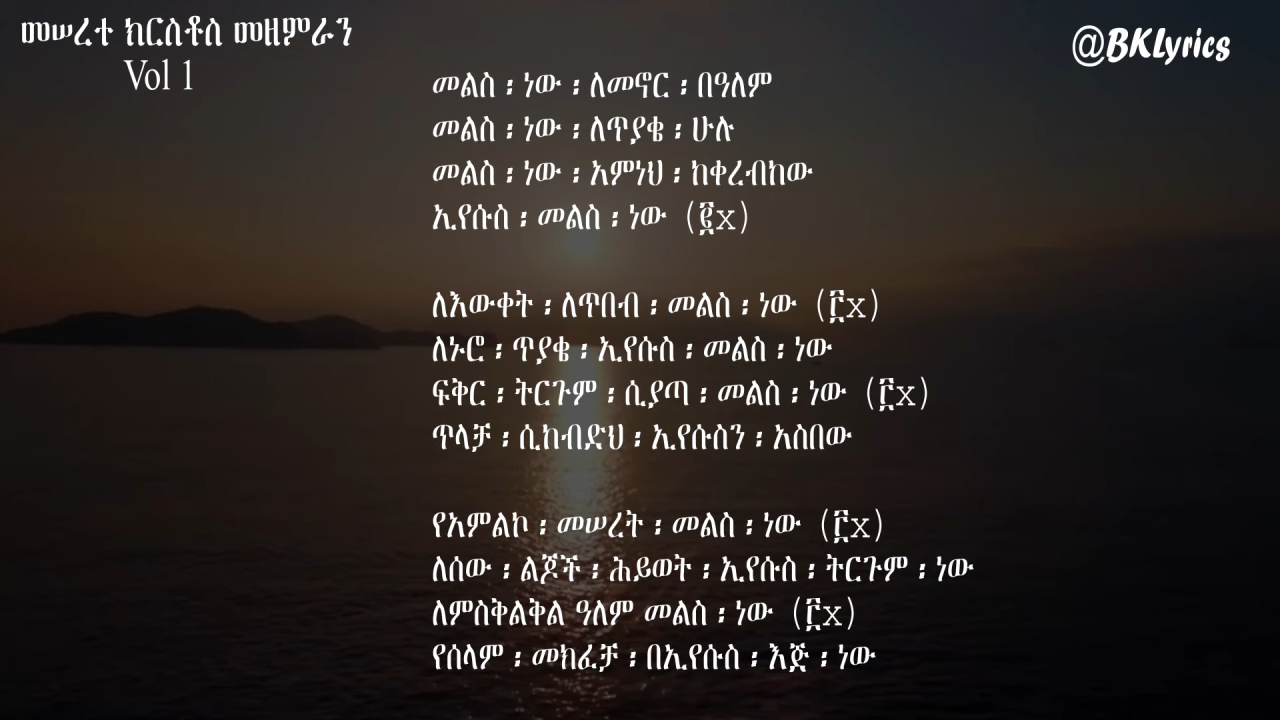 መሠረተ ክርስቶስ መዘምራን
Vol 1
@BKLyrics
መልስ ፡ ነው ፡ ለመኖር ፡ በዓለም
መልስ ፡ ነው ፡ ለጥያቄ ፡ ሁሉ
መልስ ፡ ነው ፡ አምነህ ፡ ከቀረብከው
ኢየሱስ ፡ መልስ ፡ ነው (፪x)
ለእውቀት ፡ ለጥበብ ፡ መልስ ፡ ነው (፫x)
ለኑሮ ፡ ጥያቄ ፡ ኢየሱስ ፡ መልስ ፡ ነው
ፍቅር ፡ ትርጉም ፡ ሲያጣ ፡ መልስ ፡ ነው (፫x)
ጥላቻ ፡ ሲከብድህ ፡ ኢየሱስን ፡ አስበው
የአምልኮ ፡ መሠረት ፡ መልስ ፡ ነው (፫x)
ለሰው ፡ ልጆች ፡ ሕይወት ፡ ኢየሱስ ፡ ትርጉም ፡ ነው
ለምስቅልቅል ዓለም መልስ ፡ ነው (፫x)
የሰላም ፡ መክፈቻ ፡ በኢየሱስ ፡ እጅ ፡ ነው